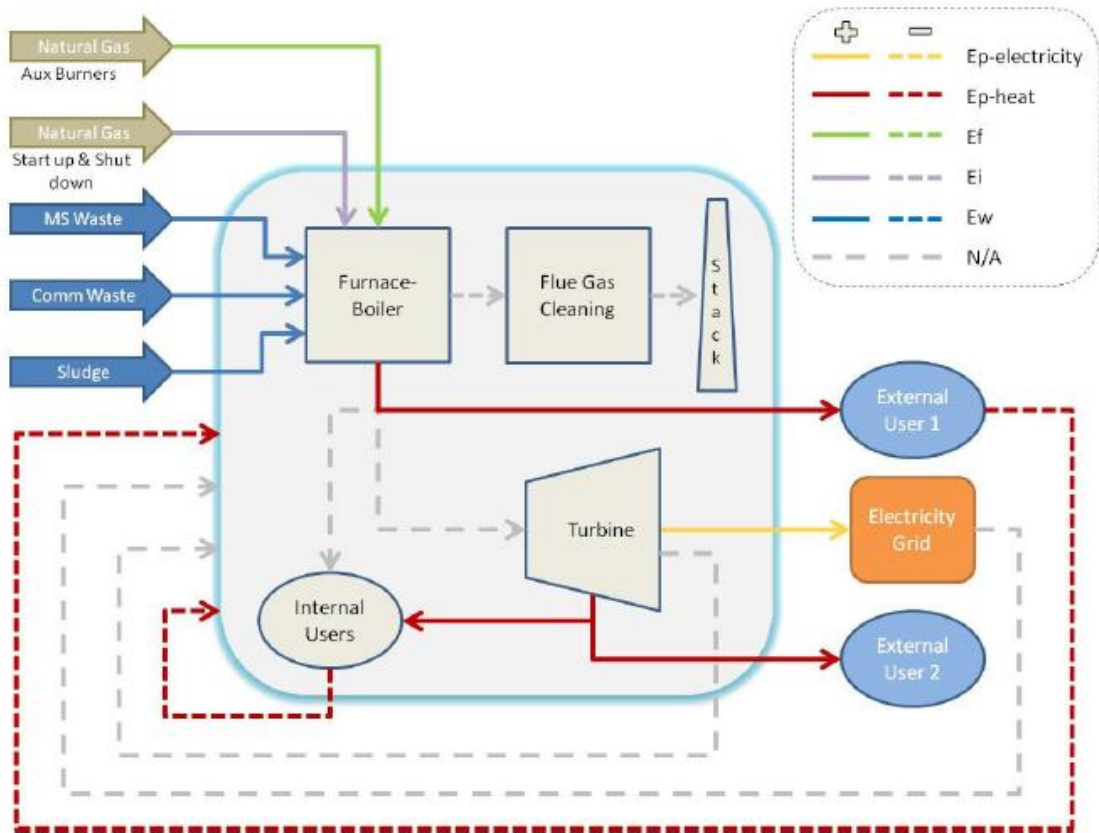 Natural Gas
Aux Burners
Natural Gas
Start up & Shut
down
MS Waste
Comm Waste
Sludge
Furnace-
Boiler
Flue Gas
Cleaning
S
t
a
c
k
Ep-electricity
Ep-heat
Ef
Ei
Ew
N/A
External
User 1
Turbine
Electricity
Grid
Internal
Users
External
User 2